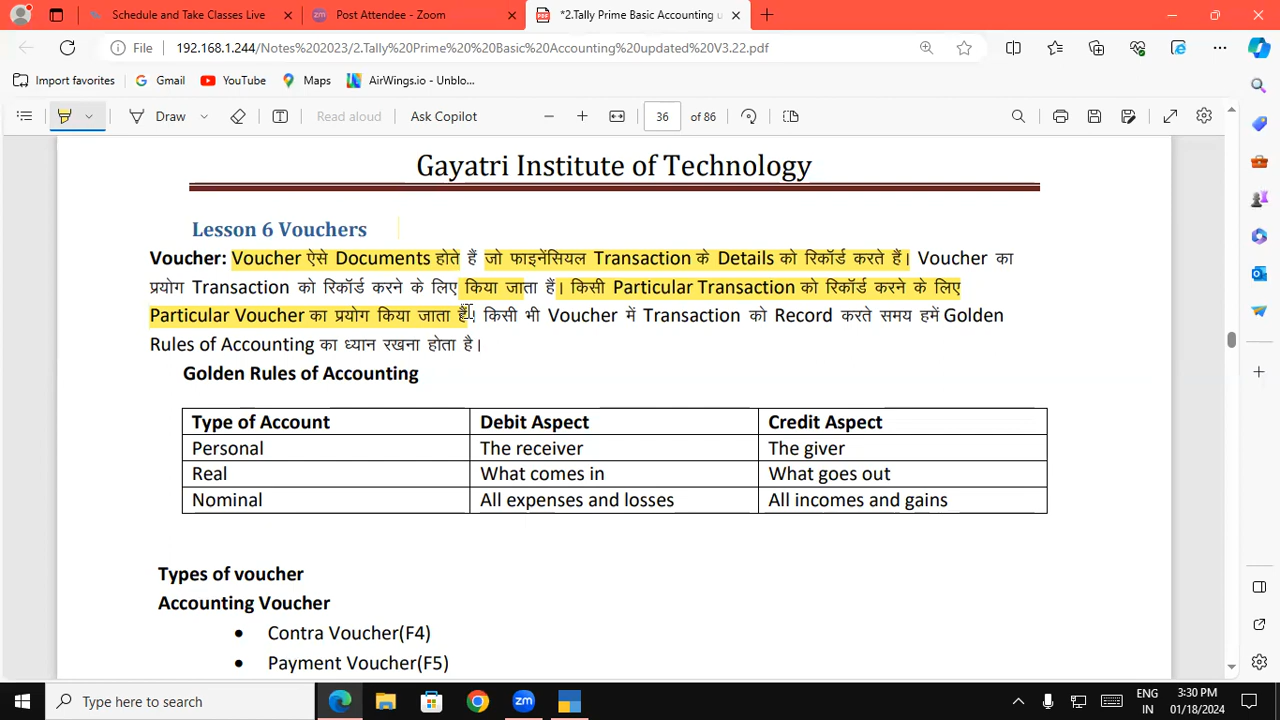 Schedule and Take Classes Live
Post Attendee - Zoom
*2.Tally Prime Basic Accounting u
File
192.168.1.244/Notes%202023/2.Tally%20Prime%20%20Basic%20Accounting%20updated%20V3.22.pdf
Import favorites
Gmail
YouTube
Maps
AirWings.io - Unblo...
Draw
Read aloud
Ask Copilot
36
of 86
Gayatri Institute of Technology
Lesson 6 Vouchers
Voucher: Voucher ऐसे Documents होते हैं जो फाइनेंसियल Transaction के Details को रिकॉर्ड करते हैं। Voucher का
प्रयोग Transaction को रिकॉर्ड करने के लिए किया जाता हैं। किसी Particular Transaction को रिकॉर्ड करने के लिए
Particular Voucher का प्रयोग किया जाता हैं। किसी भी Voucher में Transaction को Record करते समय हमें Golden
Rules of Accounting का ध्यान रखना होता है।
Golden Rules of Accounting
Type of Account Debit Aspect Credit Aspect
Personal The receiver The giver
Real What comes in What goes out
Nominal All expenses and losses All incomes and gains
Types of voucher
Accounting Voucher
• Contra Voucher(F4)
• Payment Voucher(F5)
Type here to search
zm
ENG
IN
3:30 PM
01/18/2024